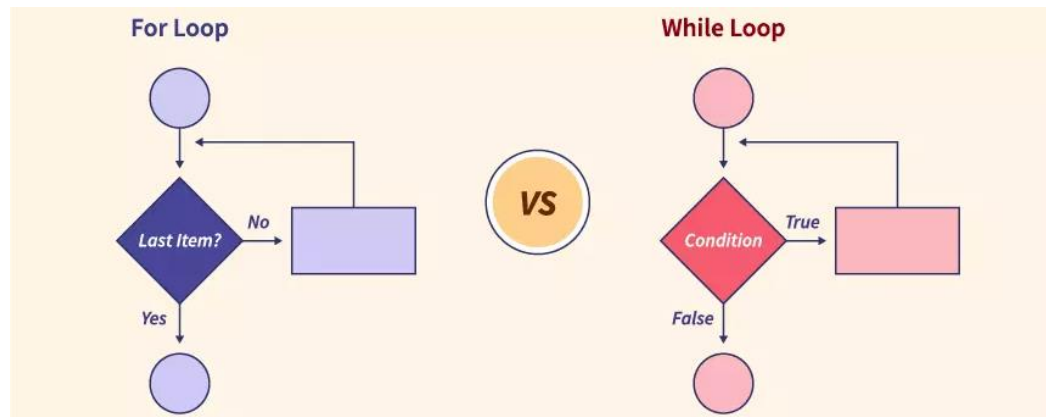 For Loop
While Loop
Last Item?
No
Yes
VS
Condition
True
False